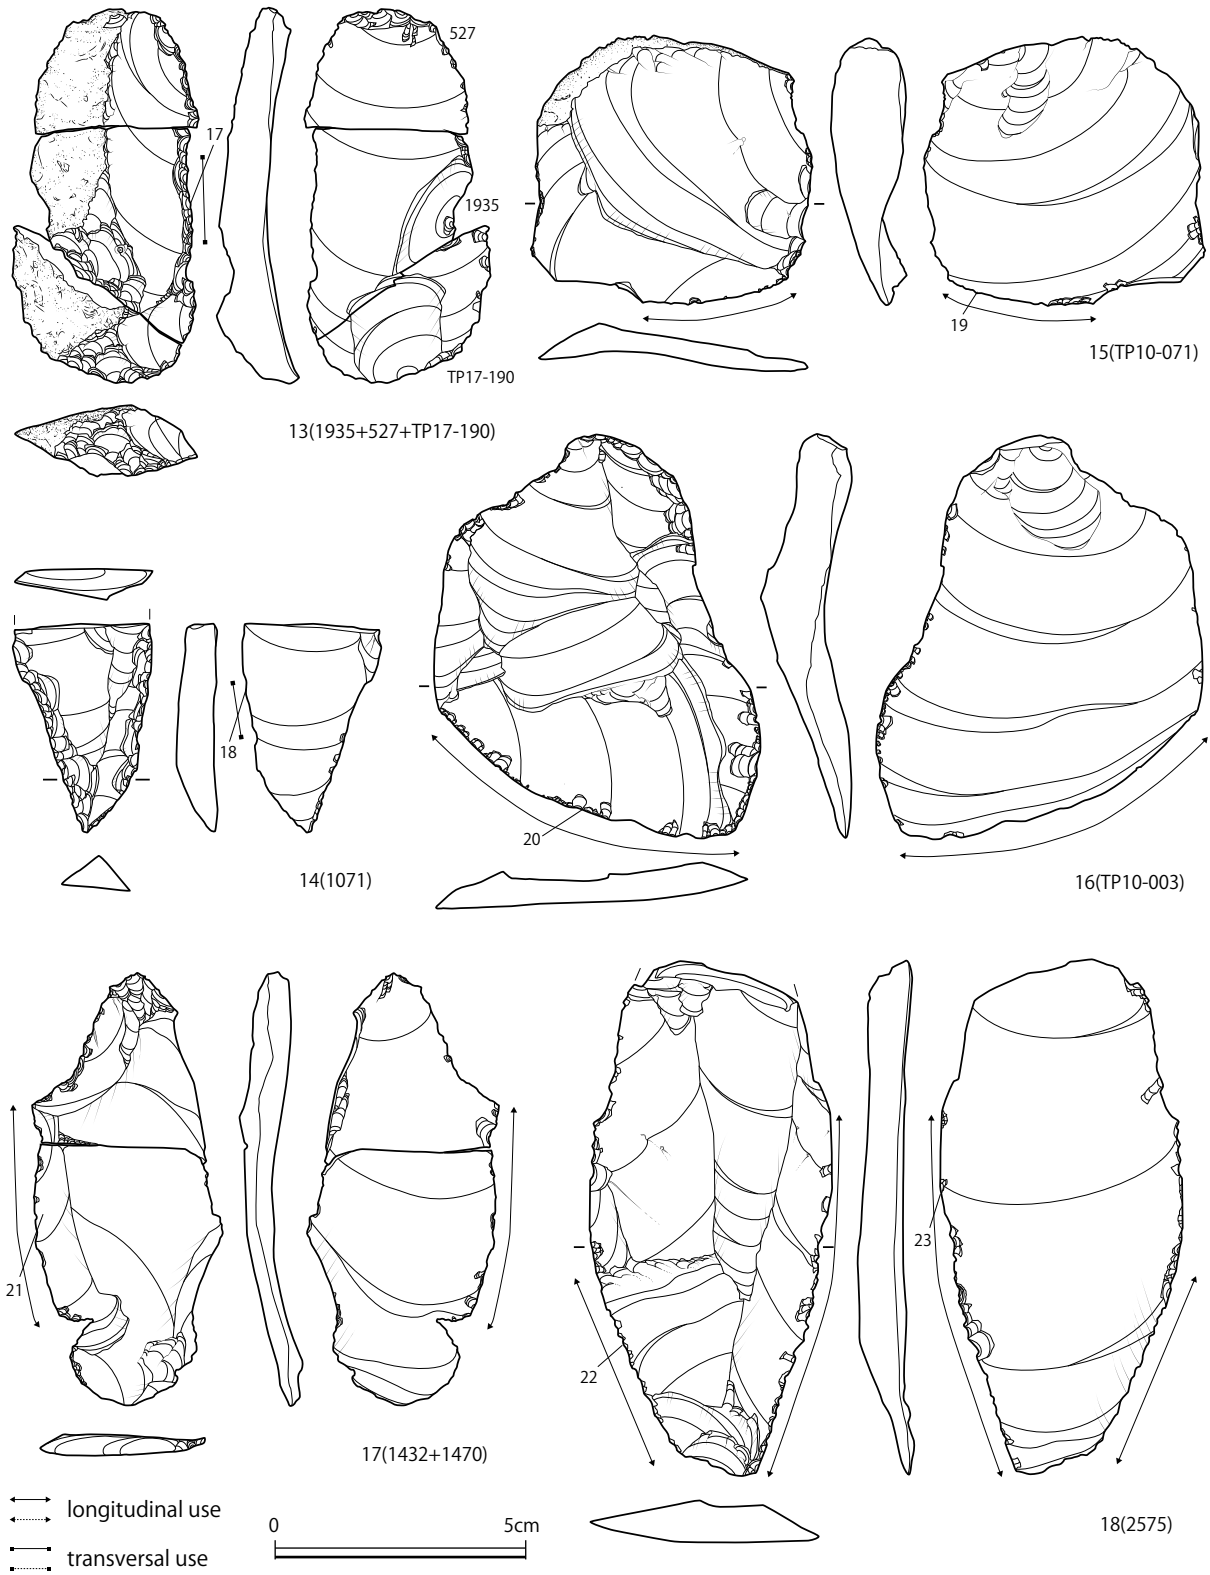 527
17
1935
TP17-190
13(1935+527+TP17-190)
19
15(TP10-071)
18
14(1071)
20
16(TP10-003)
21
17(1432+1470)
22
23
18(2575)
longitudinal use
transversal use
0 5cm